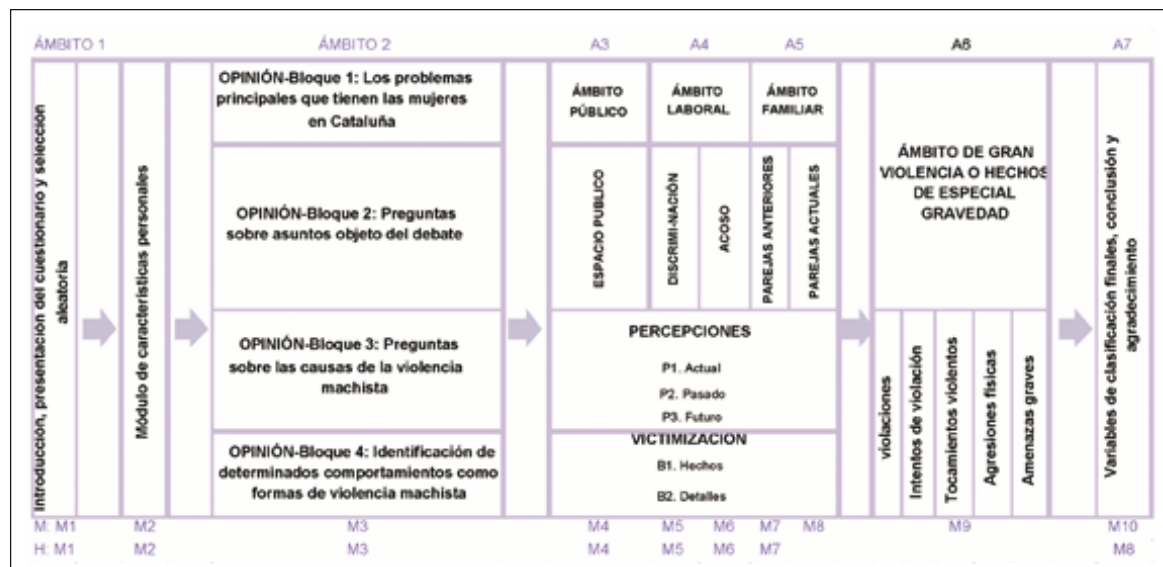 ÁMBITO 1
ÁMBITO 2
A3
A4
A5
A6
A7
Introducción, presentación del cuestionario y selección
aleatoria
Módulo de características personales
OPINIÓN-Bloque 1: Los problemas
principales que tienen las mujeres
en Cataluña
OPINIÓN-Bloque 2: Preguntas
sobre asuntos objeto del debate
OPINIÓN-Bloque 3: Preguntas
sobre las causas de la violencia
machista
OPINIÓN-Bloque 4: Identificación de
determinados comportamientos como
formas de violencia machista
ÁMBITO
PÚBLICO
ÁMBITO
LABORAL
ÁMBITO
FAMILIAR
ESPACIO PUBLICO
DISCRIMI-NACIÓN
ACOSO
PAREJAS ANTERIORES
PAREJAS ACTUALES
PERCEPCIONES
P1. Actual
P2. Pasado
P3. Futuro
VICTIMIZACION
B1. Hechos
B2. Detalles
ÁMBITO DE GRAN
VIOLENCIA O HECHOS
DE ESPECIAL
GRAVEDAD
violaciones
Intentos de violación
Tocamientos violentos
Agresiones físicas
Amenazas graves
Variables de clasificación finales, conclusión y
agradecimiento
M: M1 M2 M3 M4 M5 M6 M7 M8 M9 M10
H: M1 M2 M3 M4 M5 M6 M7 M8